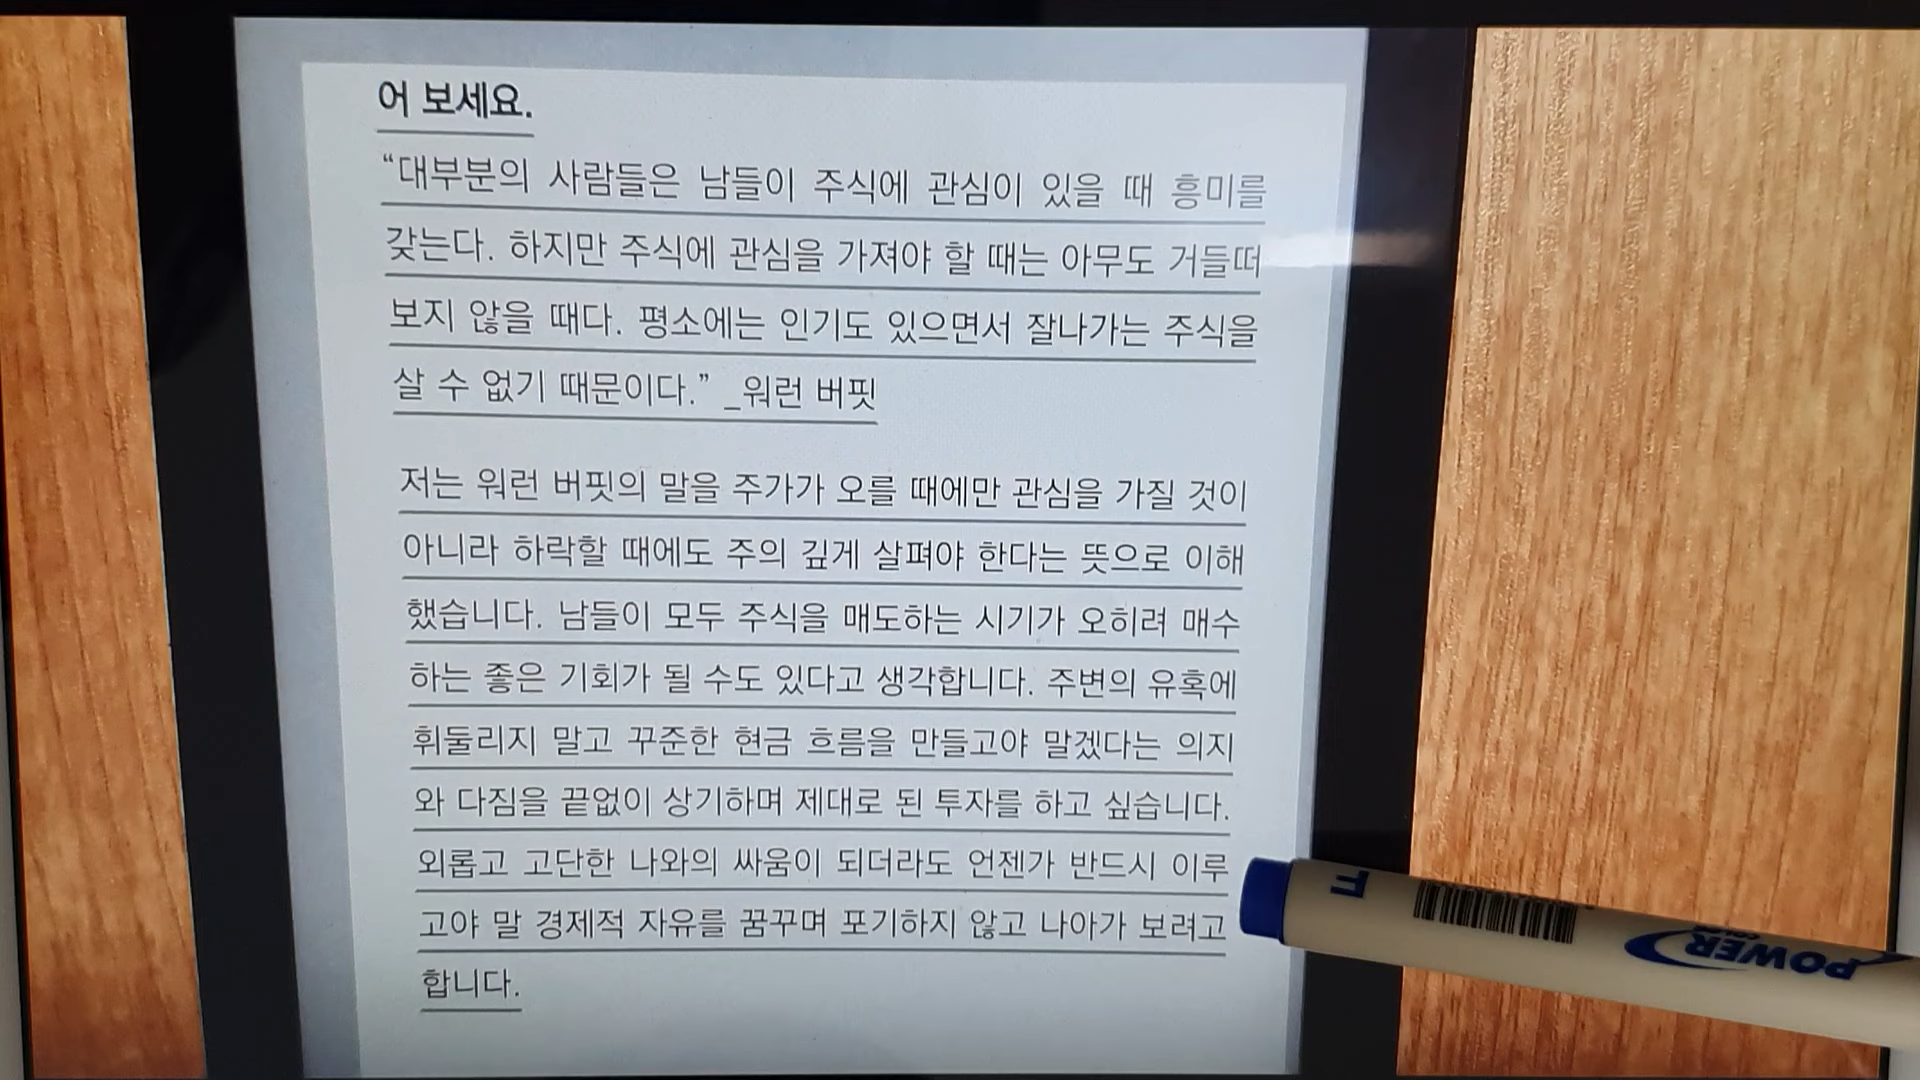 어 보세요.
“대부분의 사람들은 남들이 주식에 관심이 있을 때 흥미를
갖는다. 하지만 주식에 관심을 가져야 할 때는 아무도 거들떠
보지 않을 때다. 평소에는 인기도 있으면서 잘나가는 주식을
살 수 없기 때문이다.” _워런 버핏
저는 워런 버핏의 말을 주가가 오를 때에만 관심을 가질 것이
아니라 하락할 때에도 주의 깊게 살펴야 한다는 뜻으로 이해
했습니다. 남들이 모두 주식을 매도하는 시기가 오히려 매수
하는 좋은 기회가 될 수도 있다고 생각합니다. 주변의 유혹에
휘둘리지 말고 꾸준한 현금 흐름을 만들고야 말겠다는 의지
와 다짐을 끝없이 상기하며 제대로 된 투자를 하고 싶습니다.
외롭고 고단한 나와의 싸움이 되더라도 언젠가 반드시 이루
고야 말 경제적 자유를 꿈꾸며 포기하지 않고 나아가 보려고
합니다.
POWER